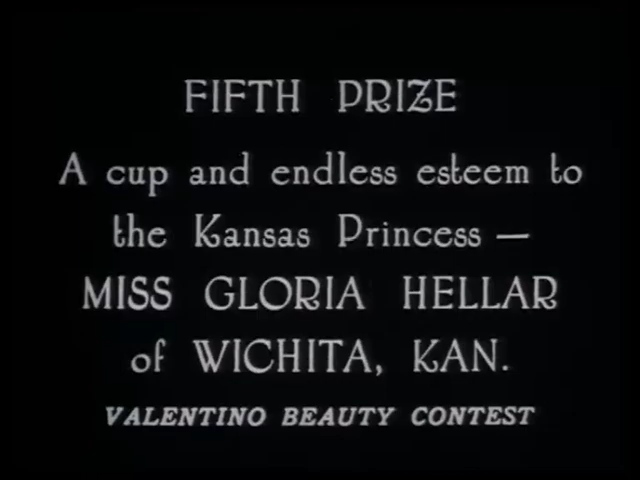 FIFTH PRIZE
A cup and endless esteem to
the Kansas Princess —
MISS GLORIA HELLAR
of WICHITA, KAN.
VALENTINO BEAUTY CONTEST